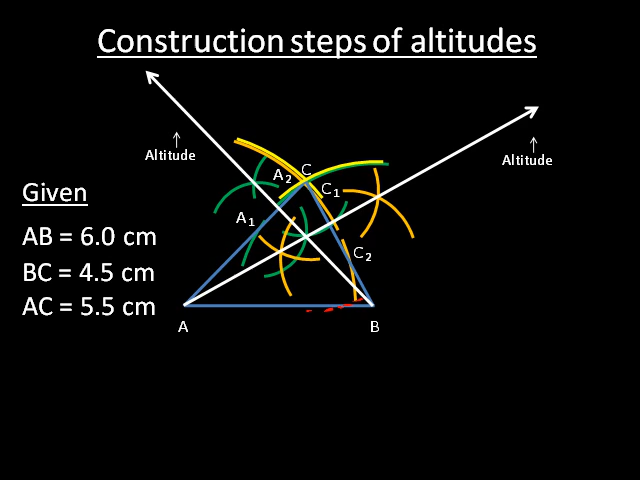 Construction steps of altitudes
↑
Altitude
↑
Altitude
Given
AB = 6.0 cm
BC = 4.5 cm
AC = 5.5 cm
C
A₂
C₁
A₁
C₂
A
B